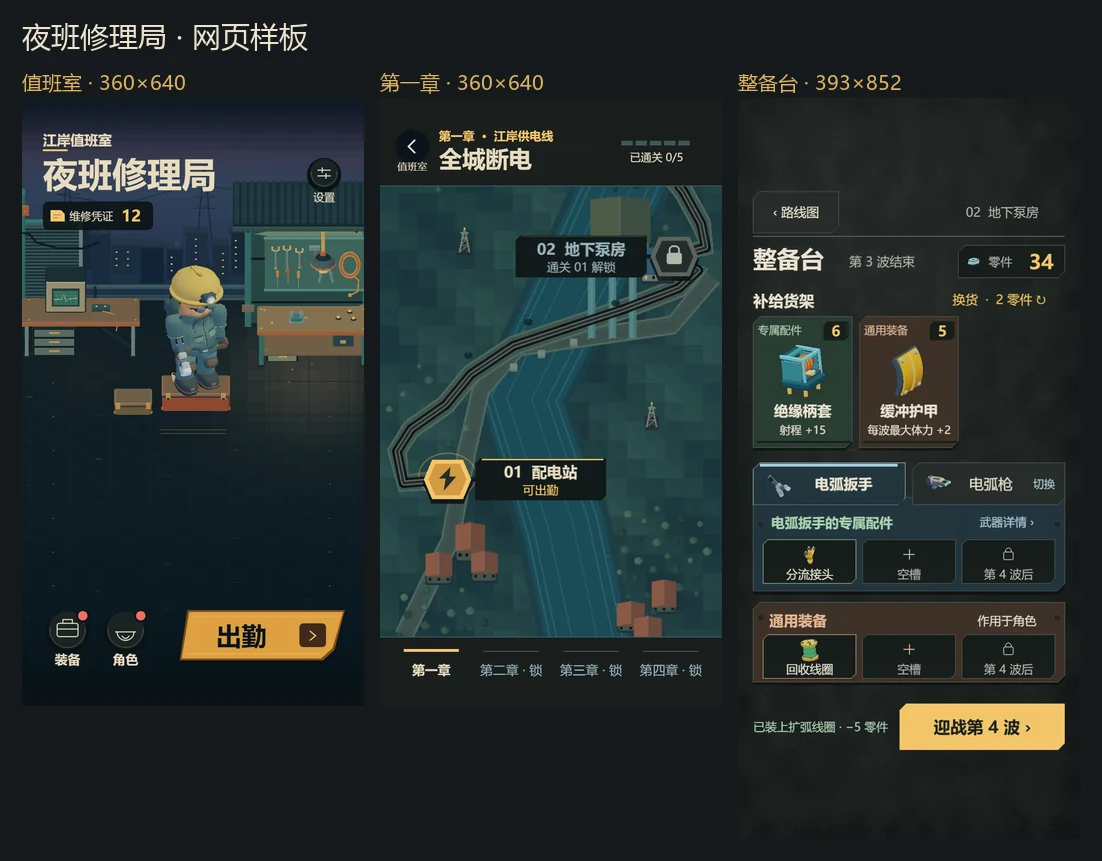 夜班修理局 · 网页样板
值班室 · 360×640
江岸值班室
夜班修理局
维修凭证 12
设置
装备
角色
出勤
第一章 · 360×640
值班室
第一章 · 江岸供电线
全城断电
已通关 0/5
02 地下泵房
通关 01 解锁
01 配电站
可出勤
第一章
第二章 · 锁
第三章 · 锁
第四章 · 锁
整备台 · 393×852
‹ 路线图
02 地下泵房
整备台
第 3 波结束
零件 34
补给货架
换货 · 2 零件 ↻
专属配件 6
绝缘柄套
射程 +15
通用装备 5
缓冲护甲
每波最大体力 +2
电弧扳手
电弧枪 切换
电弧扳手的专属配件
武器详情 ›
分流接头
空槽
第 4 波后
通用装备
作用于角色
回收线圈
空槽
第 4 波后
已装上扩弧线圈 · −5 零件
迎战第 4 波 ›